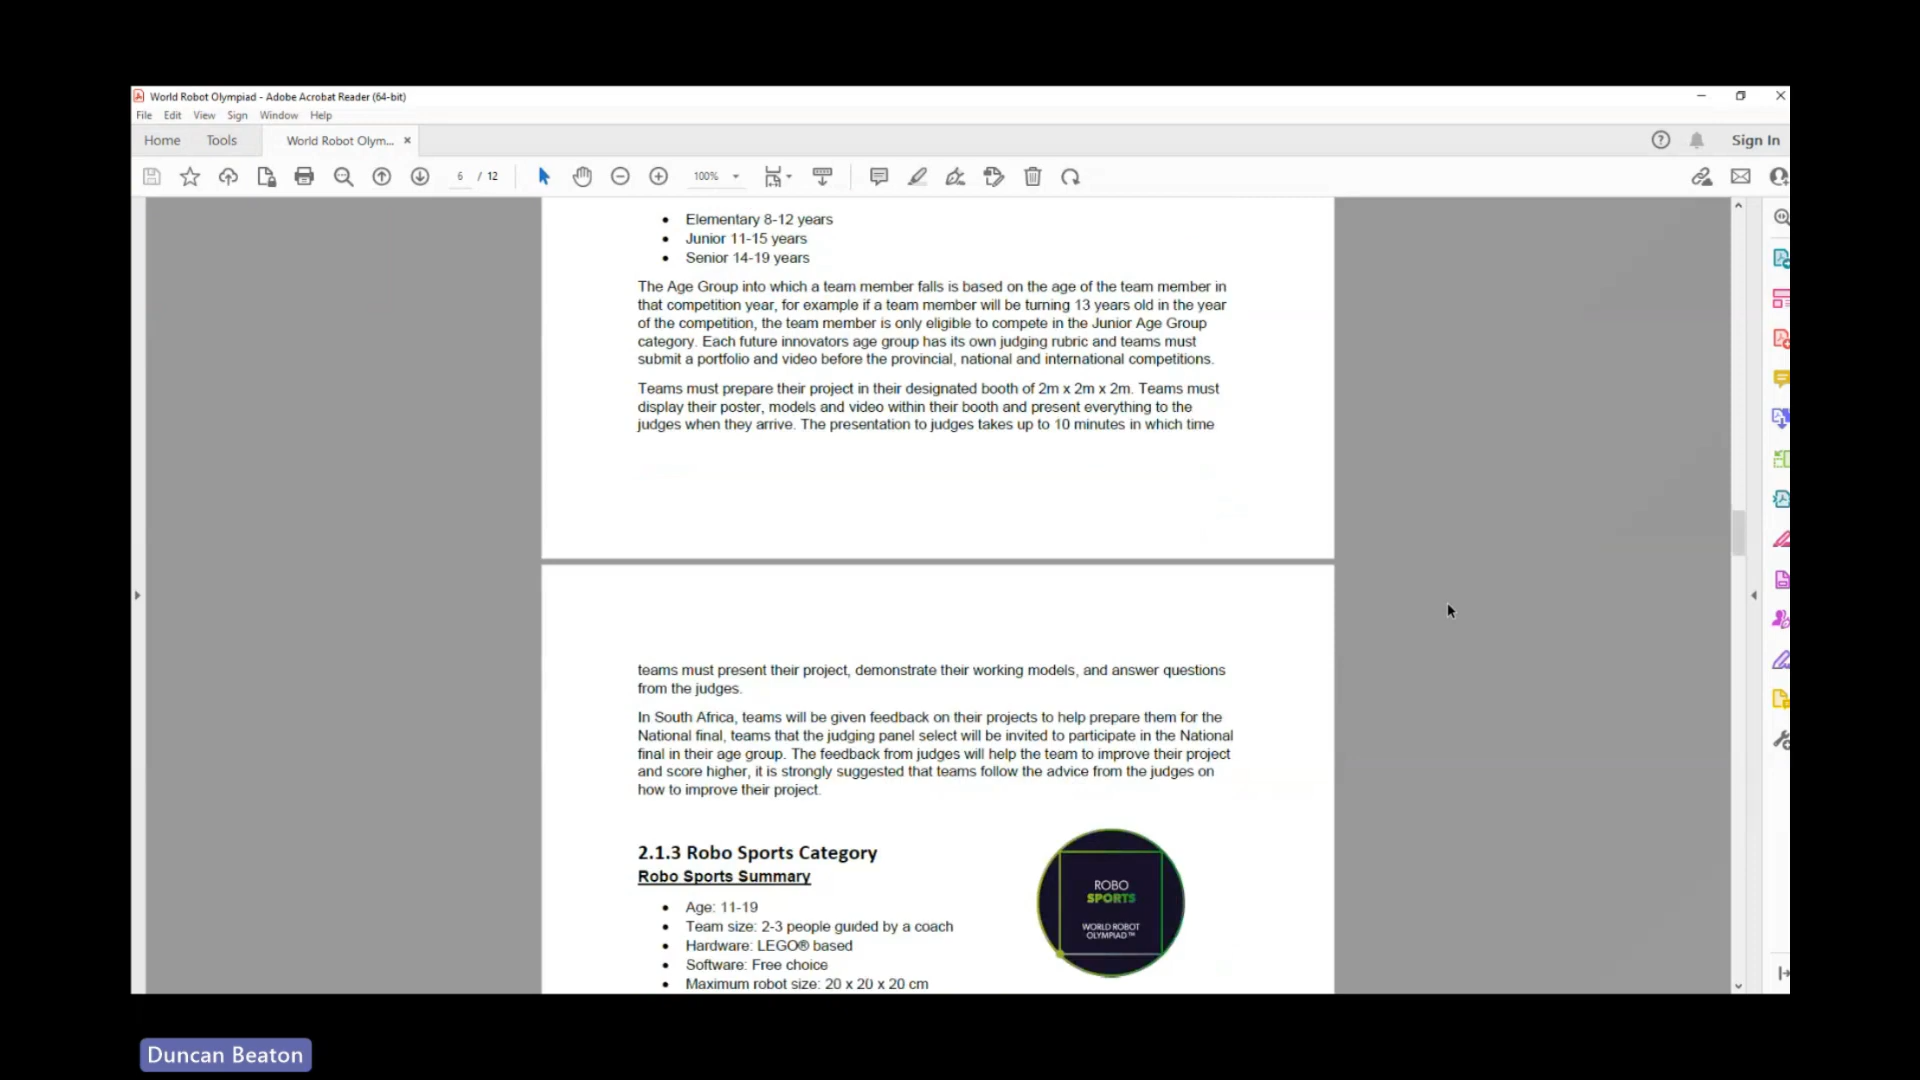 World Robot Olympiad - Adobe Acrobat Reader (64-bit)
File Edit View Sign Window Help
Home Tools World Robot Olym... × Sign In
6 / 12 100%
• Elementary 8-12 years
• Junior 11-15 years
• Senior 14-19 years
The Age Group into which a team member falls is based on the age of the team member in
that competition year, for example if a team member will be turning 13 years old in the year
of the competition, the team member is only eligible to compete in the Junior Age Group
category. Each future innovators age group has its own judging rubric and teams must
submit a portfolio and video before the provincial, national and international competitions.
Teams must prepare their project in their designated booth of 2m x 2m x 2m. Teams must
display their poster, models and video within their booth and present everything to the
judges when they arrive. The presentation to judges takes up to 10 minutes in which time
teams must present their project, demonstrate their working models, and answer questions
from the judges.
In South Africa, teams will be given feedback on their projects to help prepare them for the
National final, teams that the judging panel select will be invited to participate in the National
final in their age group. The feedback from judges will help the team to improve their project
and score higher, it is strongly suggested that teams follow the advice from the judges on
how to improve their project.
2.1.3 Robo Sports Category
Robo Sports Summary
• Age: 11-19
• Team size: 2-3 people guided by a coach
• Hardware: LEGO® based
• Software: Free choice
• Maximum robot size: 20 x 20 x 20 cm
ROBO
SPORTS
WORLD ROBOT
OLYMPIAD™
Duncan Beaton